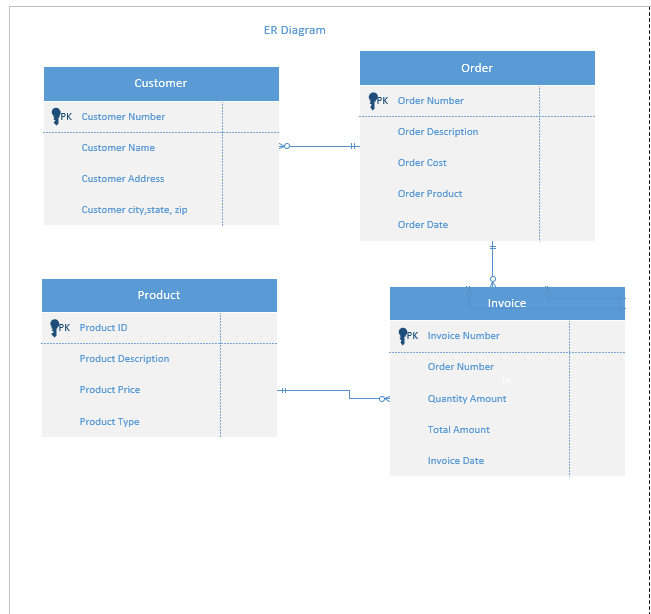 ER Diagram
Customer
PK Customer Number
Customer Name
Customer Address
Customer city,state, zip
Order
PK Order Number
Order Description
Order Cost
Order Product
Order Date
Product
PK Product ID
Product Description
Product Price
Product Type
Invoice
PK Invoice Number
Order Number
in
Quantity Amount
Total Amount
Invoice Date